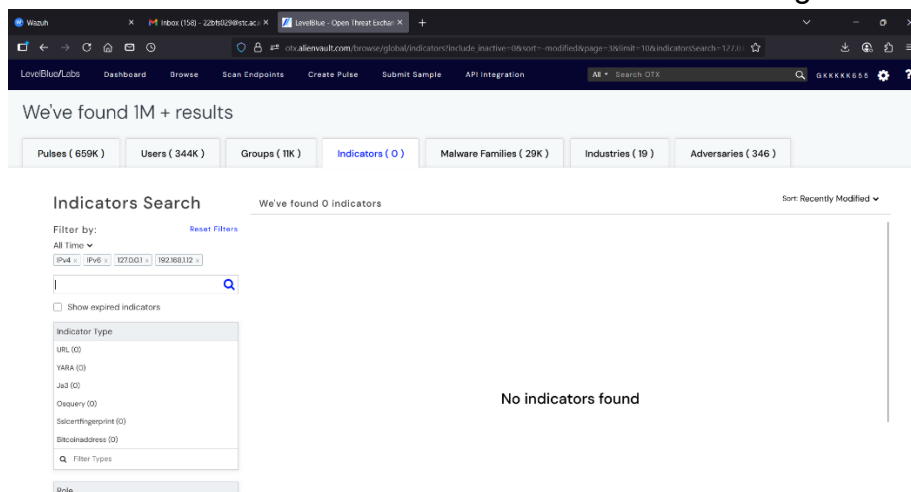 Wazuh
Inbox (158) - 22bfs029@stc.ac.i
LevelBlue - Open Threat Exchan
otx.alienvault.com/browse/global/indicators?include_inactive=0&sort=-modified&page=3&limit=10&indicatorsSearch=127.0.
LevelBlue/Labs Dashboard Browse Scan Endpoints Create Pulse Submit Sample API Integration All Search OTX GKKKKK655 ?
We've found 1M + results
Pulses ( 659K ) Users ( 344K ) Groups ( 11K ) Indicators ( 0 ) Malware Families ( 29K ) Industries ( 19 ) Adversaries ( 346 )
Indicators Search
We've found 0 indicators
Sort: Recently Modified
Filter by: Reset Filters
All Time
IPv4 × IPv6 × 127.0.0.1 × 192.168.1.12 ×
Show expired indicators
Indicator Type
URL (0)
YARA (0)
Ja3 (0)
Osquery (0)
Sslcertfingerprint (0)
Bitcoinaddress (0)
Filter Types
Role
No indicators found